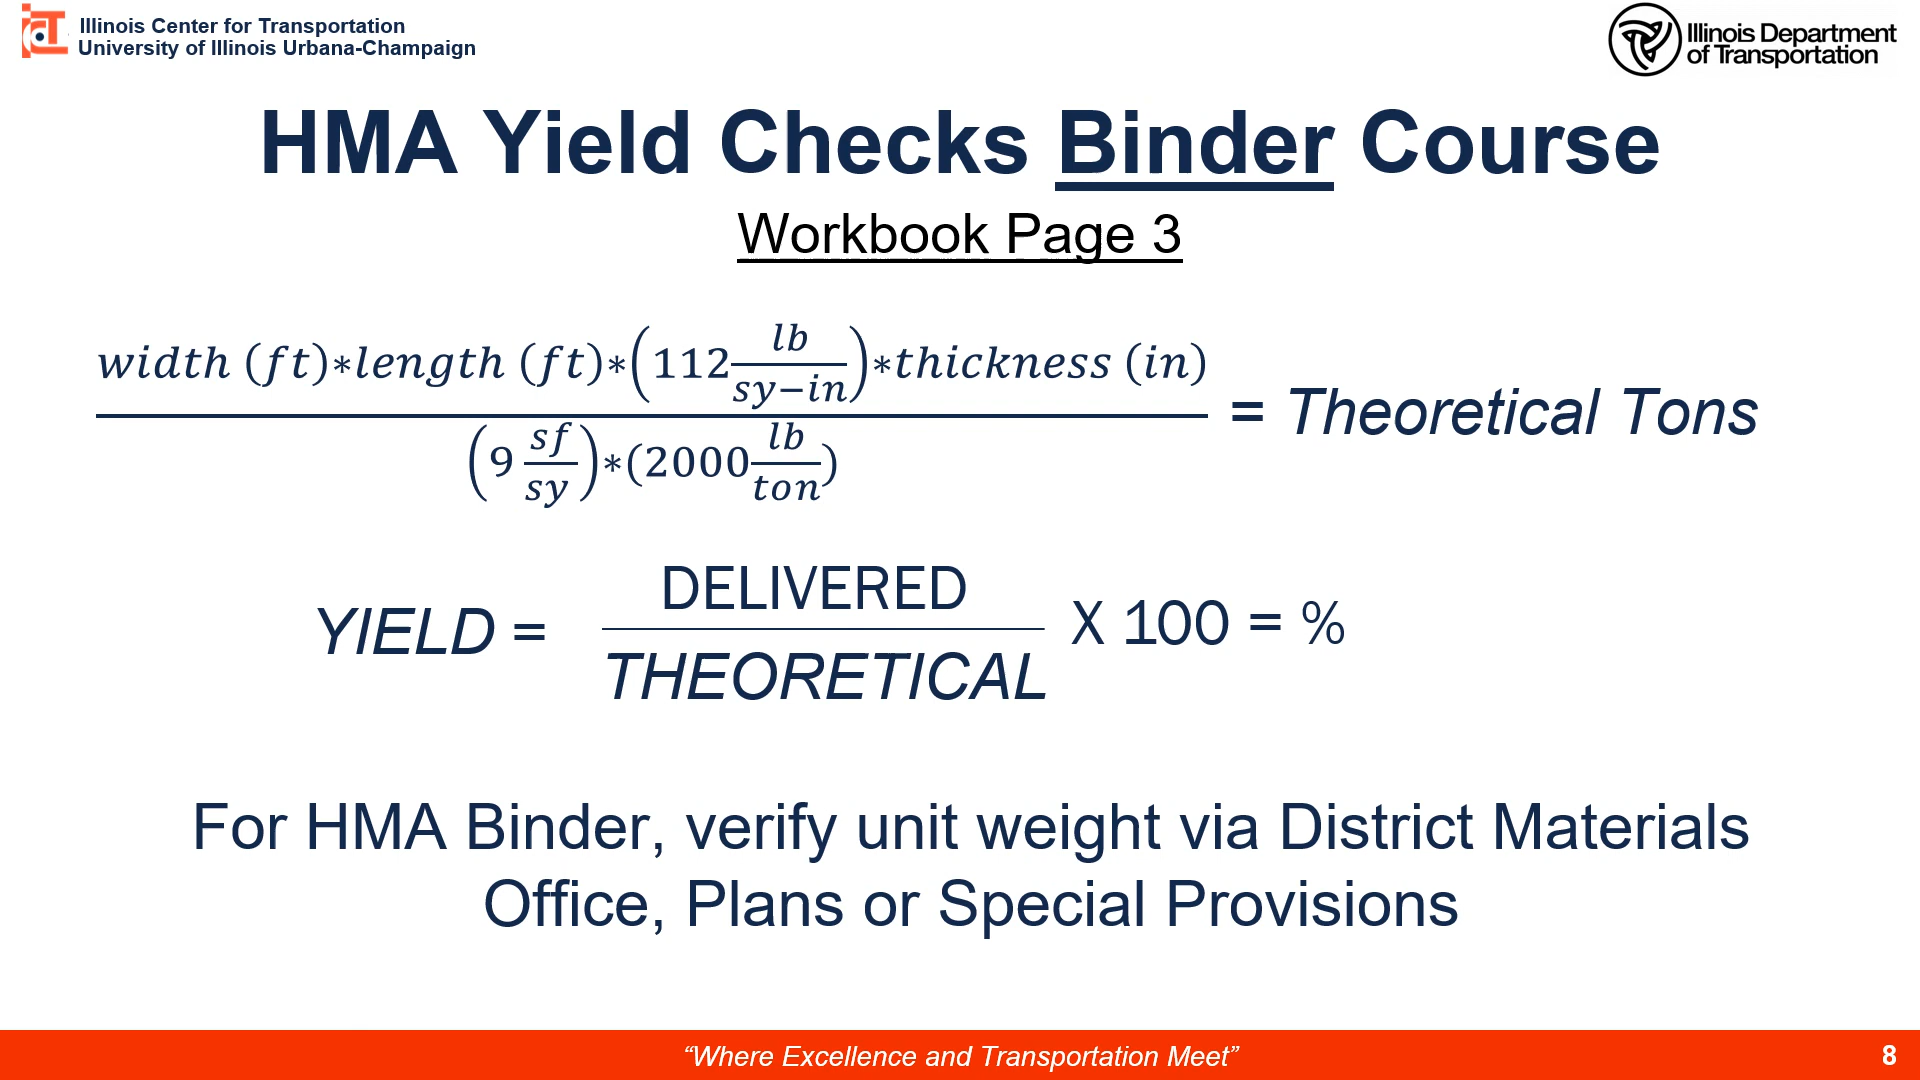 Illinois Center for Transportation
University of Illinois Urbana-Champaign
Illinois Department
of Transportation
HMA Yield Checks Binder Course
Workbook Page 3
width (ft)*length (ft)*(112 lb/sy-in)*thickness (in)
(9 sf/sy)*(2000 lb/ton)
= Theoretical Tons
YIELD = DELIVERED/THEORETICAL X 100 = %
For HMA Binder, verify unit weight via District Materials
Office, Plans or Special Provisions
“Where Excellence and Transportation Meet”
8